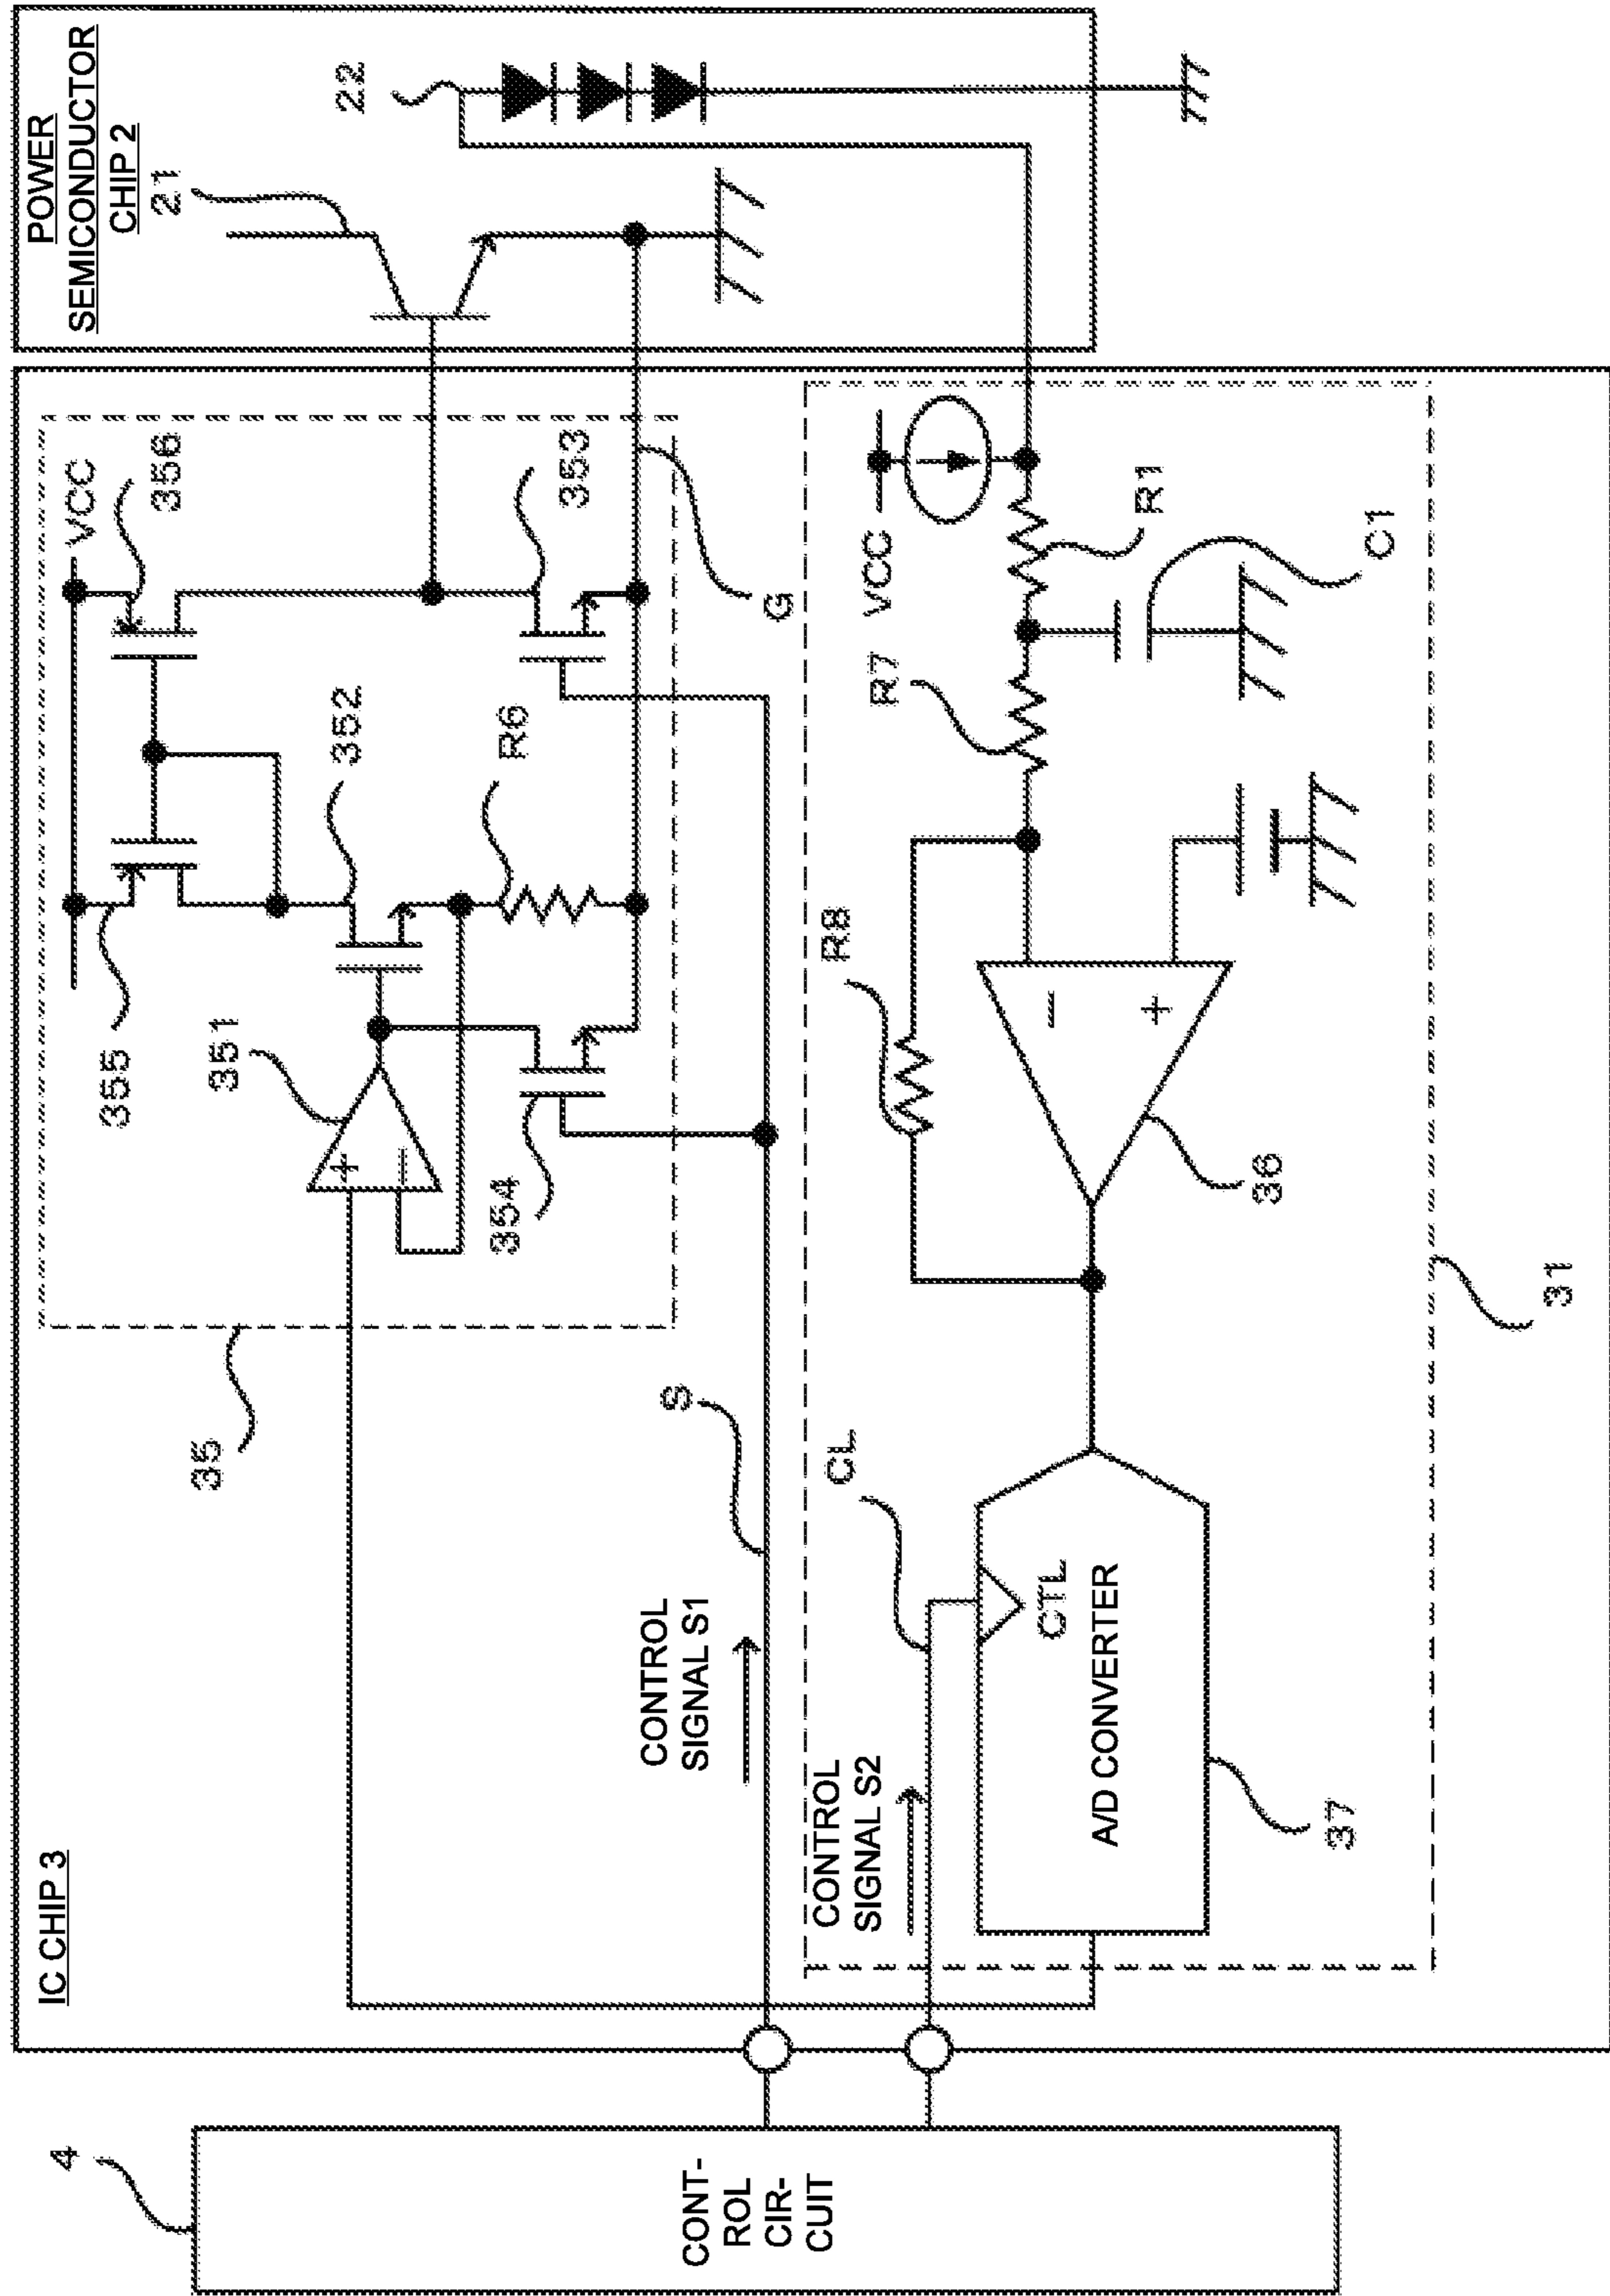 POWER
SEMICONDUCTOR
CHIP 2
21
22
IC CHIP 3
VCC
356
355
352
351
R6
353
354
35
G
S
CONTROL
SIGNAL S1
VCC
R1
R7
C1
R8
+
−
−
+
36
CL
CTL
CONTROL
SIGNAL S2
A/D CONVERTER
37
31
4
CONT-
ROL
CIR-
CUIT